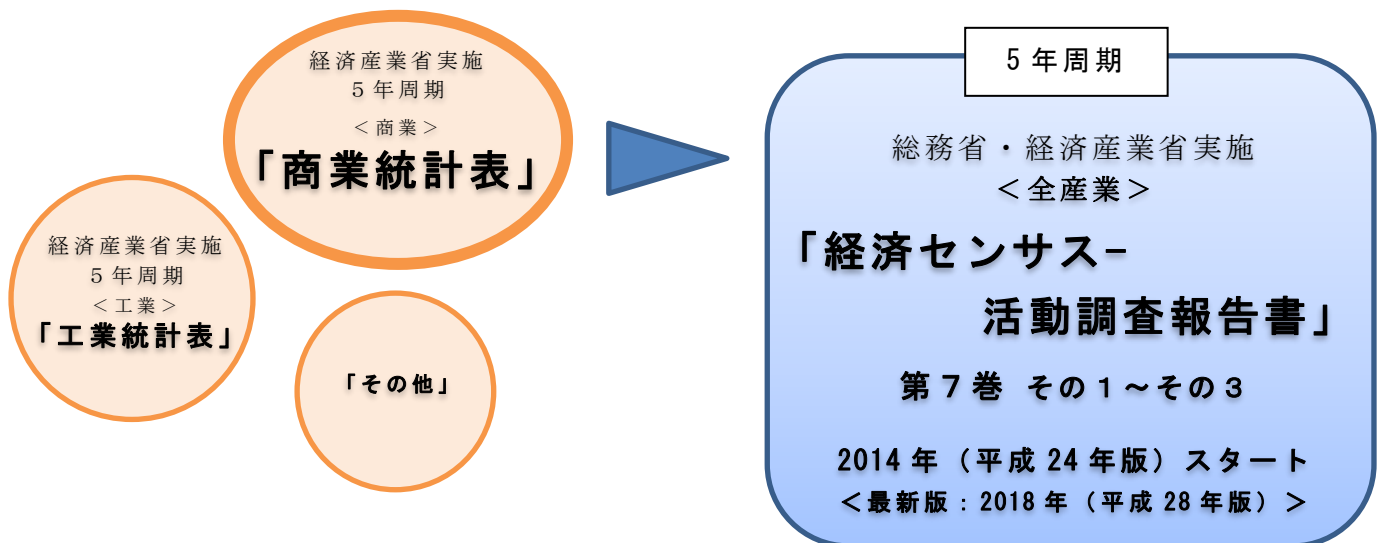 経済産業省実施
5年周期
＜商業＞
「商業統計表」
経済産業省実施
5年周期
＜工業＞
「工業統計表」
「その他」
5年周期
総務省・経済産業省実施
＜全産業＞
「経済センサス−
活動調査報告書」
第7巻 その1～その3
2014年（平成24年版）スタート
＜最新版：2018年（平成28年版）＞